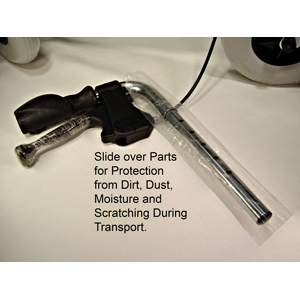 Slide over Parts
for Protection
from Dirt, Dust,
Moisture and
Scratching During
Transport.